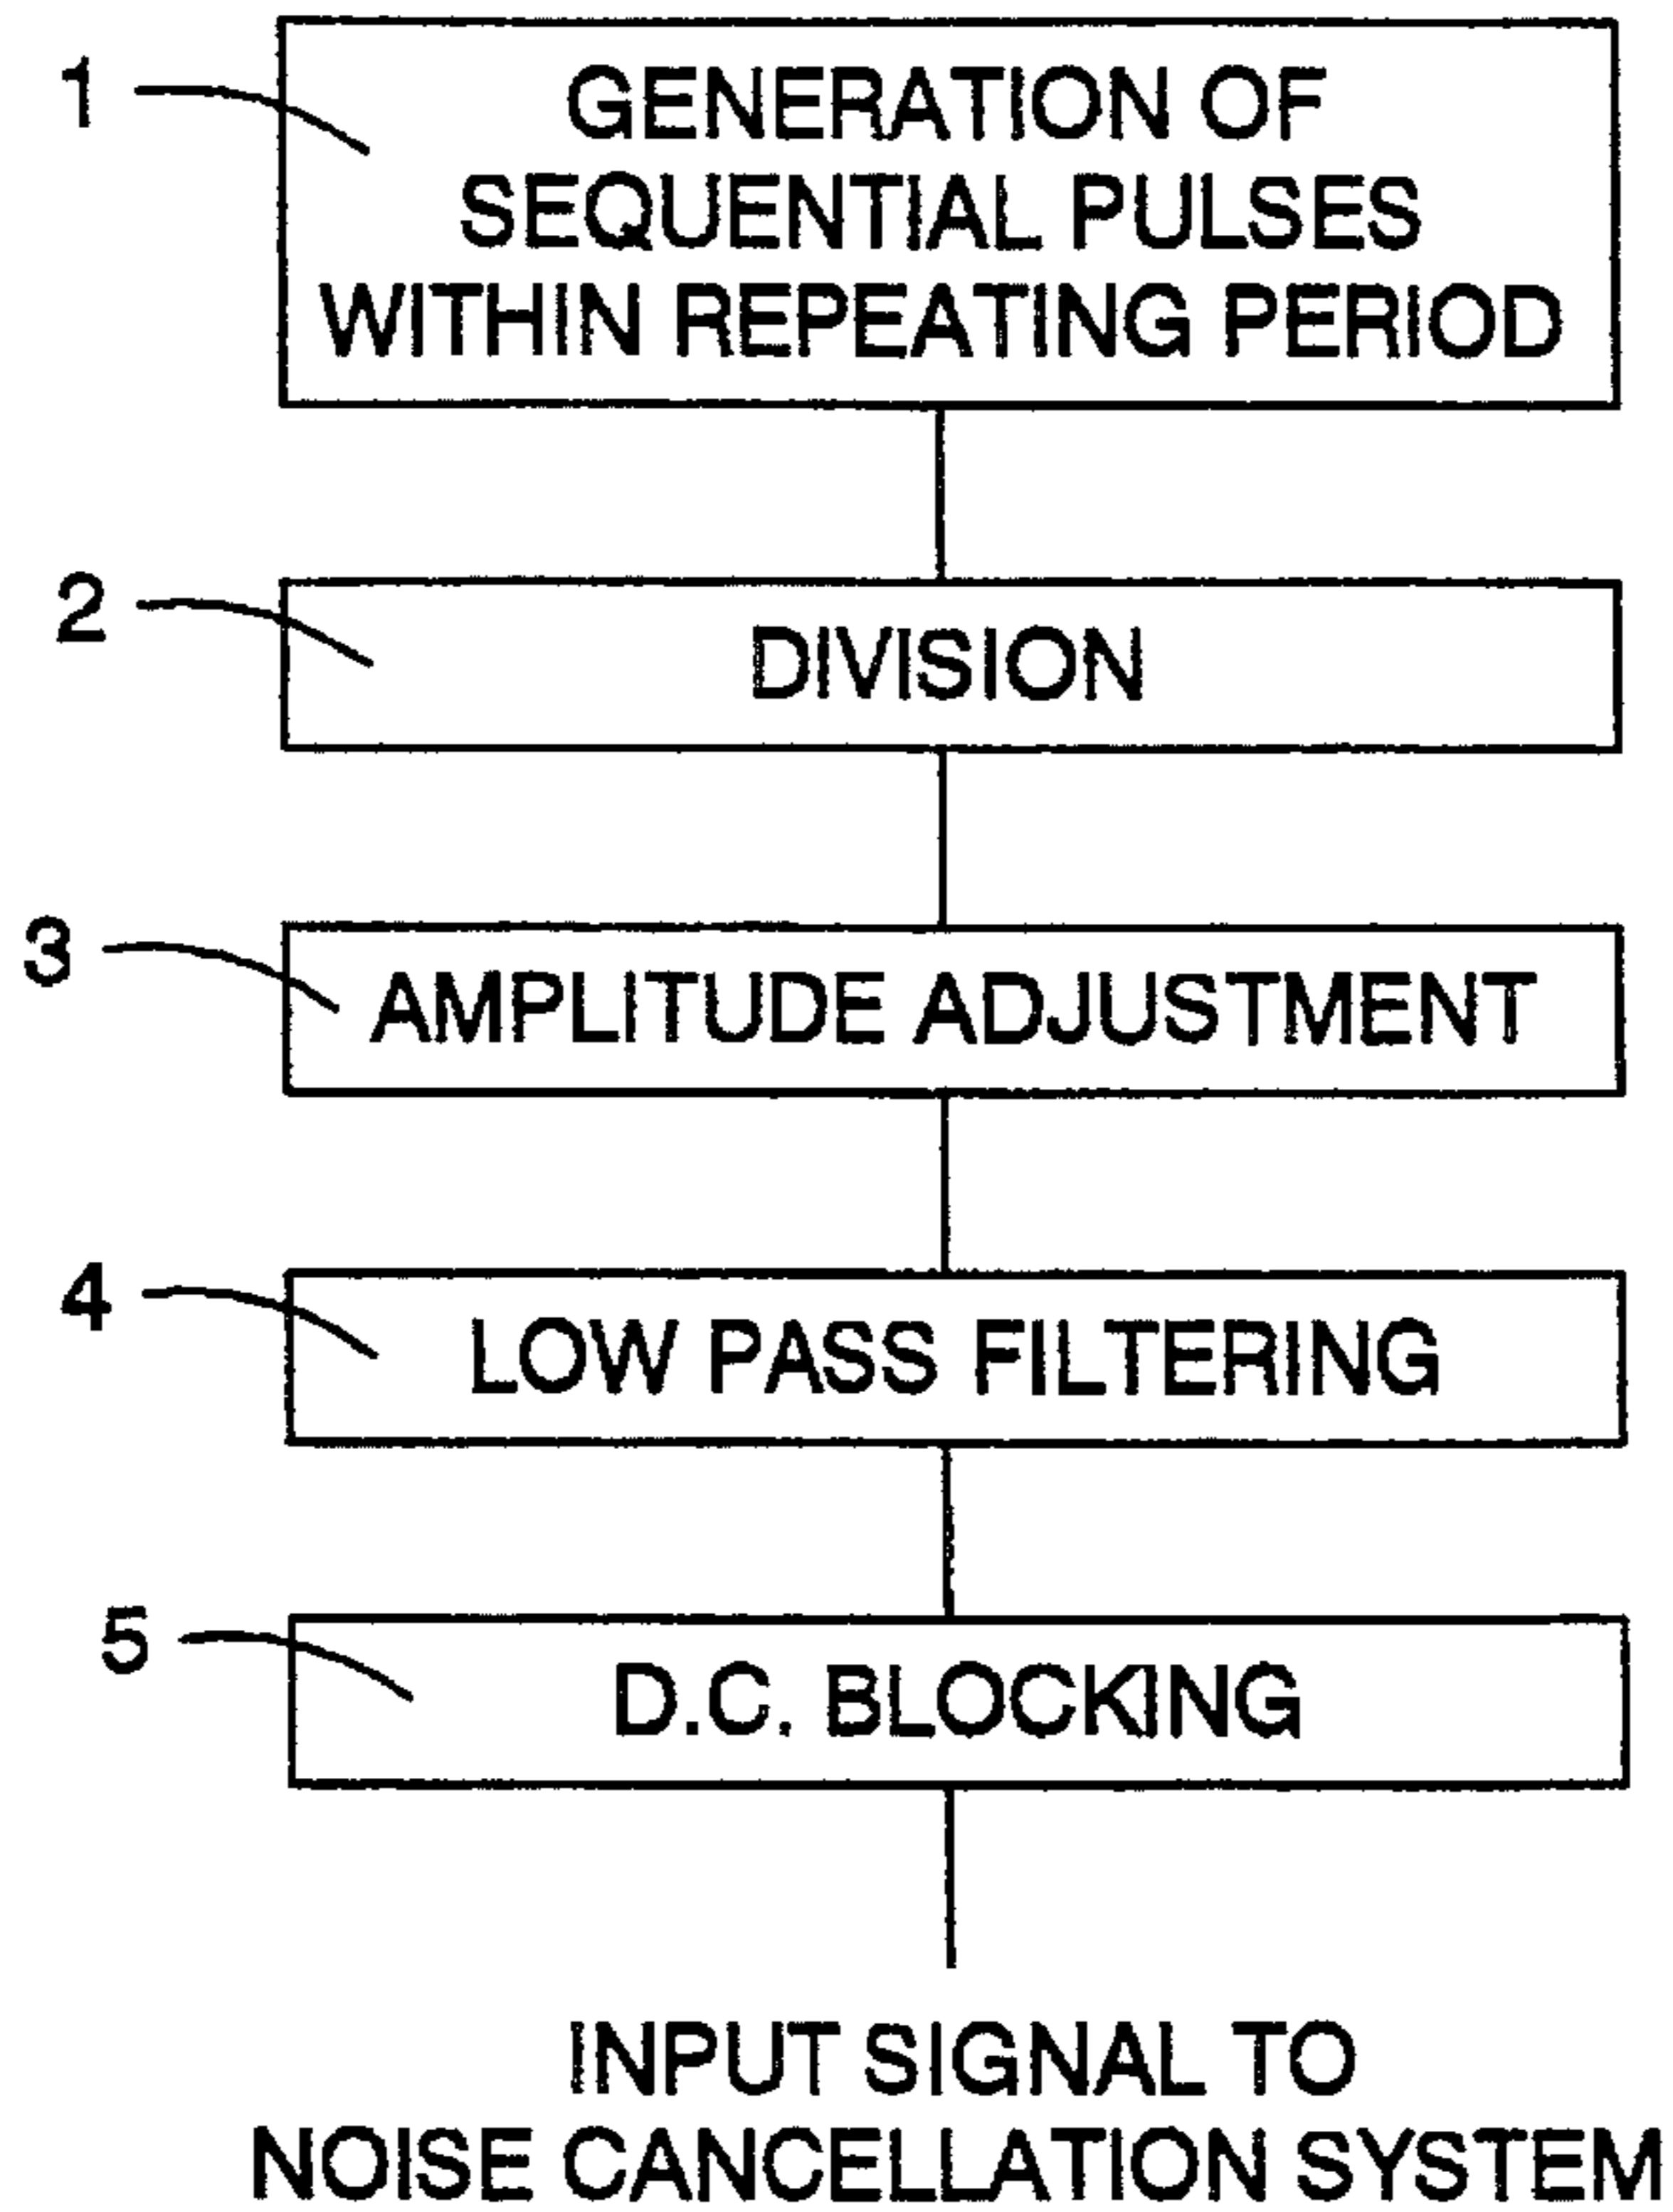 1
GENERATION OF
SEQUENTIAL PULSES
WITHIN REPEATING PERIOD
2
DIVISION
3
AMPLITUDE ADJUSTMENT
4
LOW PASS FILTERING
5
D.C. BLOCKING
INPUT SIGNAL TO
NOISE CANCELLATION SYSTEM